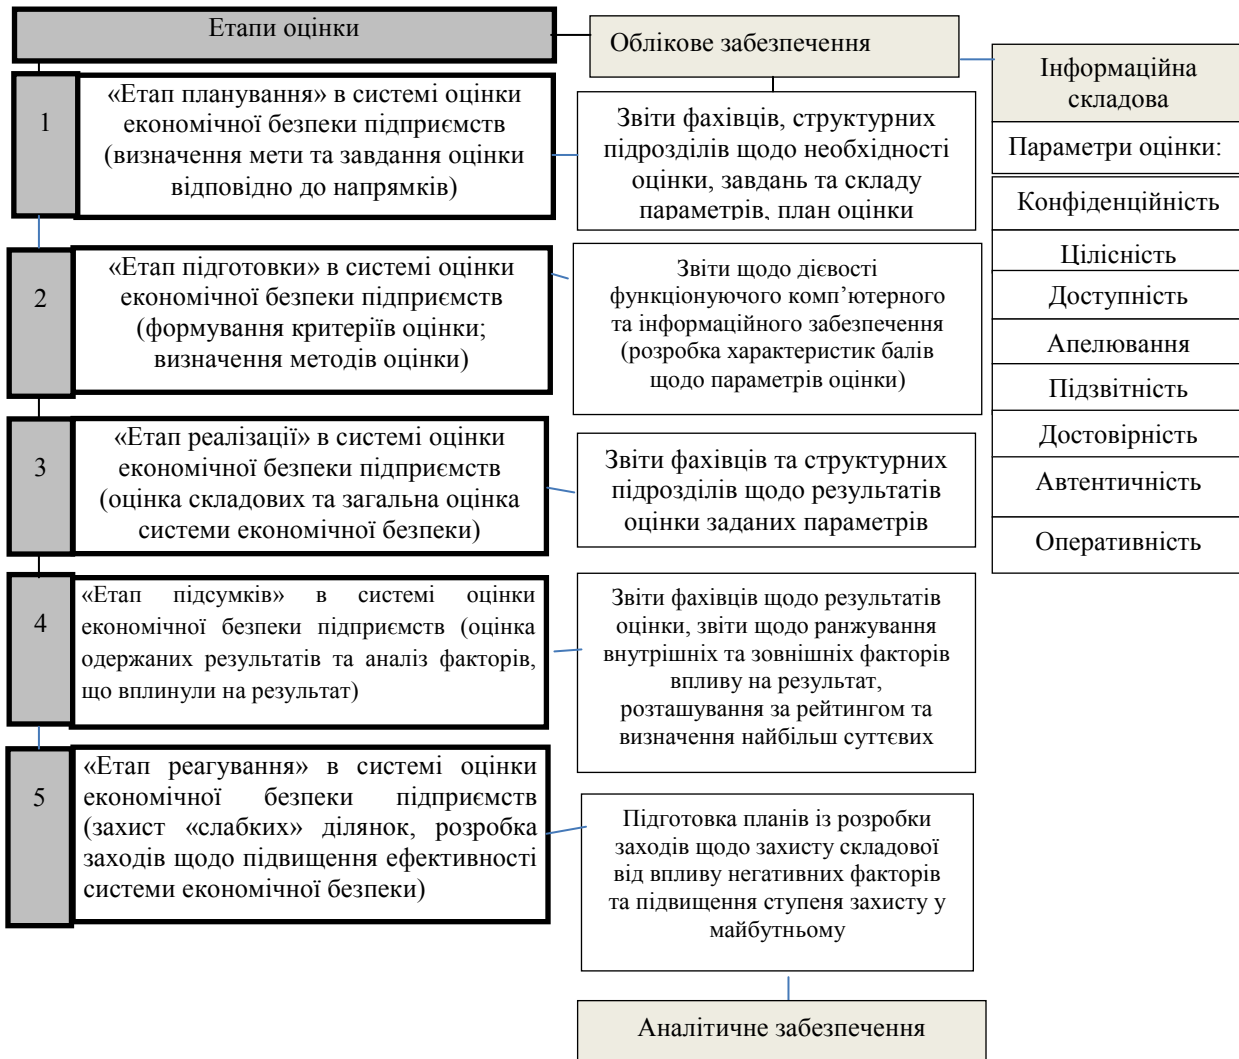 Етапи оцінки
Облікове забезпечення
Інформаційна
складова
Параметри оцінки:
Конфіденційність
Цілісність
Доступність
Апелювання
Підзвітність
Достовірність
Автентичність
Оперативність
1
«Етап планування» в системі оцінки
економічної безпеки підприємств
(визначення мети та завдання оцінки
відповідно до напрямків)
Звіти фахівців, структурних
підрозділів щодо необхідності
оцінки, завдань та складу
параметрів, план оцінки
2
«Етап підготовки» в системі оцінки
економічної безпеки підприємств
(формування критеріїв оцінки;
визначення методів оцінки)
Звіти щодо дієвості
функціонуючого комп’ютерного
та інформаційного забезпечення
(розробка характеристик балів
щодо параметрів оцінки)
3
«Етап реалізації» в системі оцінки
економічної безпеки підприємств
(оцінка складових та загальна оцінка
системи економічної безпеки)
Звіти фахівців та структурних
підрозділів щодо результатів
оцінки заданих параметрів
4
«Етап підсумків» в системі оцінки
економічної безпеки підприємств (оцінка
одержаних результатів та аналіз факторів,
що вплинули на результат)
Звіти фахівців щодо результатів
оцінки, звіти щодо ранжування
внутрішніх та зовнішніх факторів
впливу на результат,
розташування за рейтингом та
визначення найбільш суттєвих
5
«Етап реагування» в системі оцінки
економічної безпеки підприємств
(захист «слабких» ділянок, розробка
заходів щодо підвищення ефективності
системи економічної безпеки)
Підготовка планів із розробки
заходів щодо захисту складової
від впливу негативних факторів
та підвищення ступеня захисту у
майбутньому
Аналітичне забезпечення